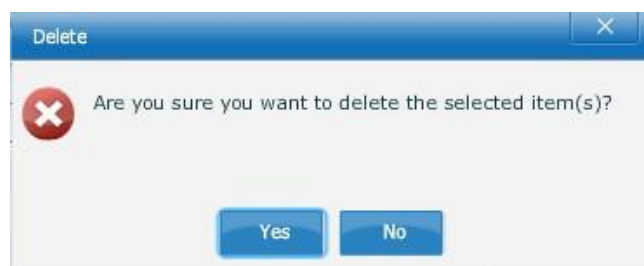 Delete
Are you sure you want to delete the selected item(s)?
Yes
No